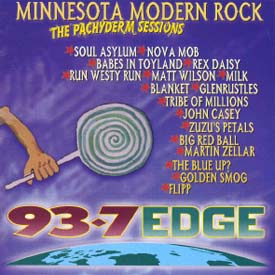 MINNESOTA MODERN ROCK
THE PACHYDERM SESSIONS
*SOUL ASYLUM *NOVA MOB
*BABES IN TOYLAND *REX DAISY
*RUN WESTY RUN *MATT WILSON *MILK
*BLANKET *GLENRUSTLES
*TRIBE OF MILLIONS
*JOHN CASEY
*ZUZU'S PETALS
*BIG RED BALL
*MARTIN ZELLAR
*THE BLUE UP?
*GOLDEN SMOG
*FLIPP
93·7 EDGE